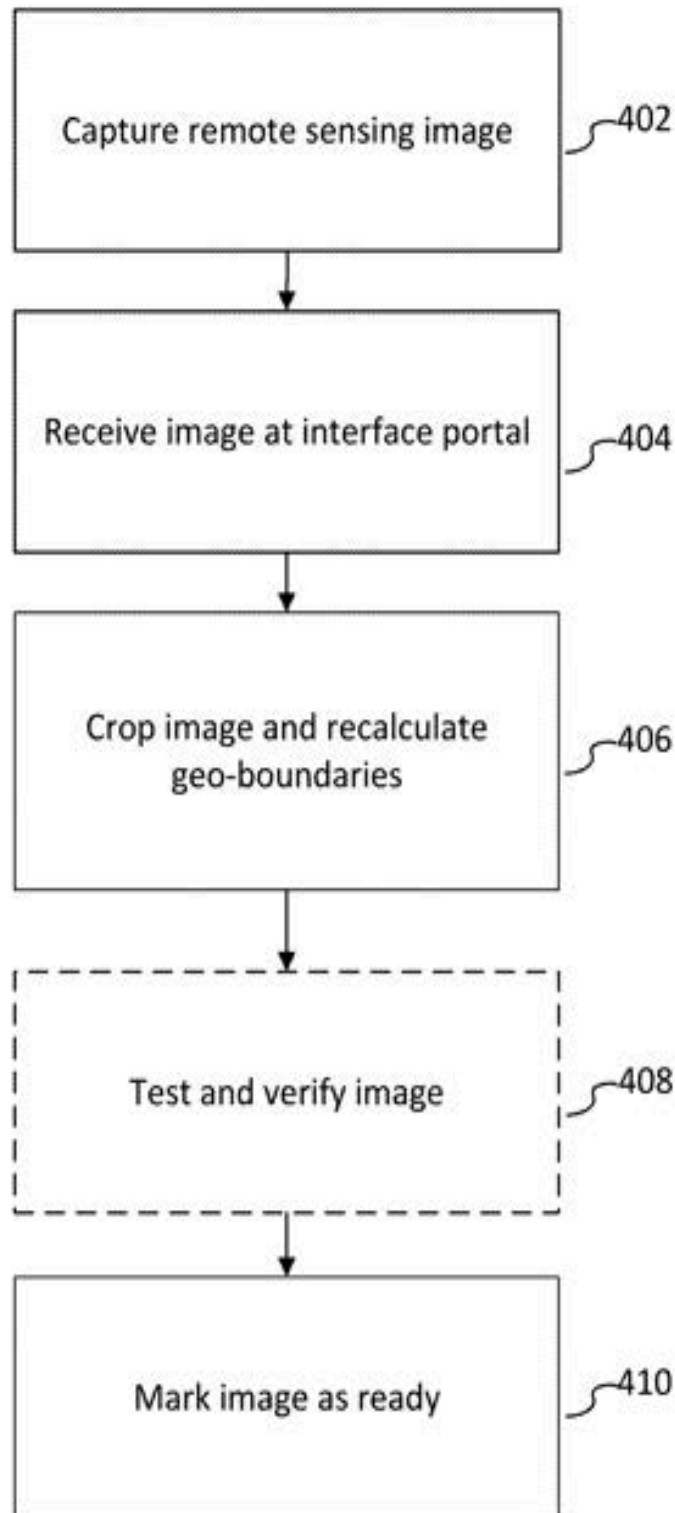 Capture remote sensing image
402
Receive image at interface portal
404
Crop image and recalculate
geo-boundaries
406
Test and verify image
408
Mark image as ready
410